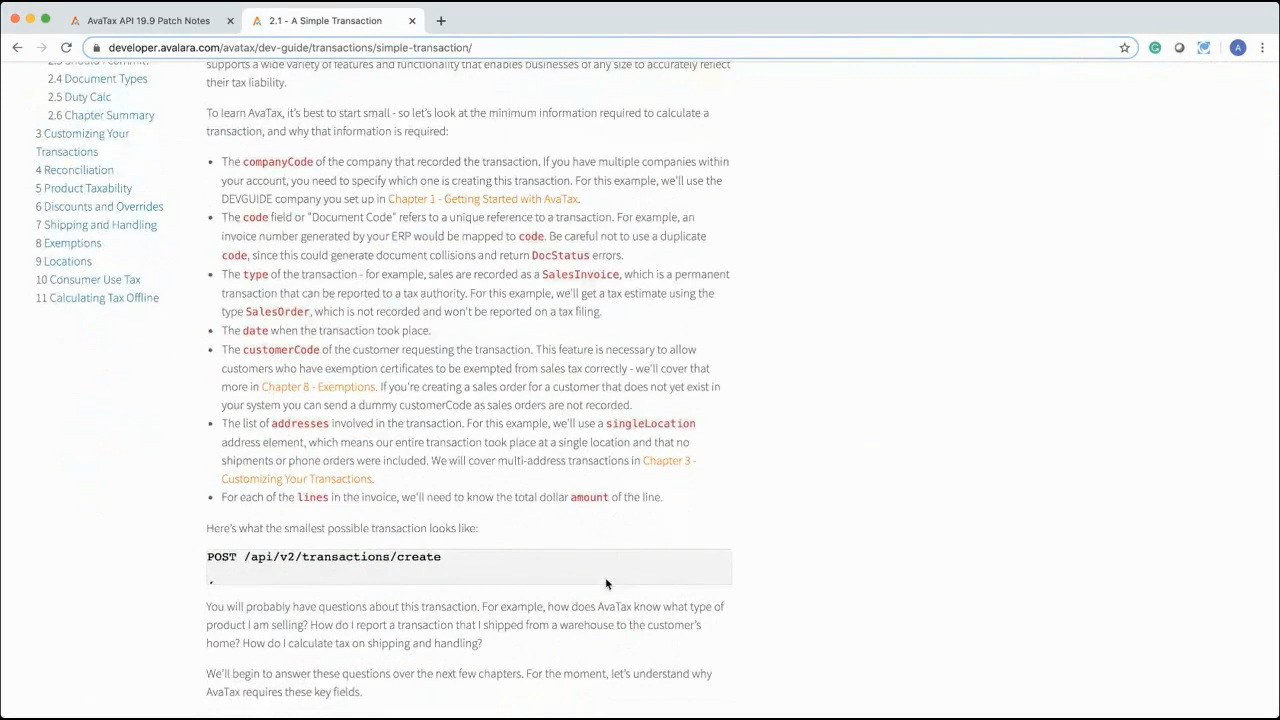 AvaTax API 19.9 Patch Notes
2.1 - A Simple Transaction
developer.avalara.com/avatax/dev-guide/transactions/simple-transaction/
A
2.3 Should I Commit?
2.4 Document Types
2.5 Duty Calc
2.6 Chapter Summary
3 Customizing Your
Transactions
4 Reconciliation
5 Product Taxability
6 Discounts and Overrides
7 Shipping and Handling
8 Exemptions
9 Locations
10 Consumer Use Tax
11 Calculating Tax Offline
supports a wide variety of features and functionality that enables businesses of any size to accurately reflect
their tax liability.
To learn AvaTax, it's best to start small - so let's look at the minimum information required to calculate a
transaction, and why that information is required:
The companyCode of the company that recorded the transaction. If you have multiple companies within
your account, you need to specify which one is creating this transaction. For this example, we'll use the
DEVGUIDE company you set up in Chapter 1 - Getting Started with AvaTax.
The code field or "Document Code" refers to a unique reference to a transaction. For example, an
invoice number generated by your ERP would be mapped to code. Be careful not to use a duplicate
code, since this could generate document collisions and return DocStatus errors.
The type of the transaction - for example, sales are recorded as a SalesInvoice, which is a permanent
transaction that can be reported to a tax authority. For this example, we'll get a tax estimate using the
type SalesOrder, which is not recorded and won't be reported on a tax filing.
The date when the transaction took place.
The customerCode of the customer requesting the transaction. This feature is necessary to allow
customers who have exemption certificates to be exempted from sales tax correctly - we'll cover that
more in Chapter 8 - Exemptions. If you're creating a sales order for a customer that does not yet exist in
your system you can send a dummy customerCode as sales orders are not recorded.
The list of addresses involved in the transaction. For this example, we'll use a singleLocation
address element, which means our entire transaction took place at a single location and that no
shipments or phone orders were included. We will cover multi-address transactions in Chapter 3 -
Customizing Your Transactions.
For each of the lines in the invoice, we'll need to know the total dollar amount of the line.
Here's what the smallest possible transaction looks like:
POST /api/v2/transactions/create
You will probably have questions about this transaction. For example, how does AvaTax know what type of
product I am selling? How do I report a transaction that I shipped from a warehouse to the customer's
home? How do I calculate tax on shipping and handling?
We'll begin to answer these questions over the next few chapters. For the moment, let's understand why
AvaTax requires these key fields.